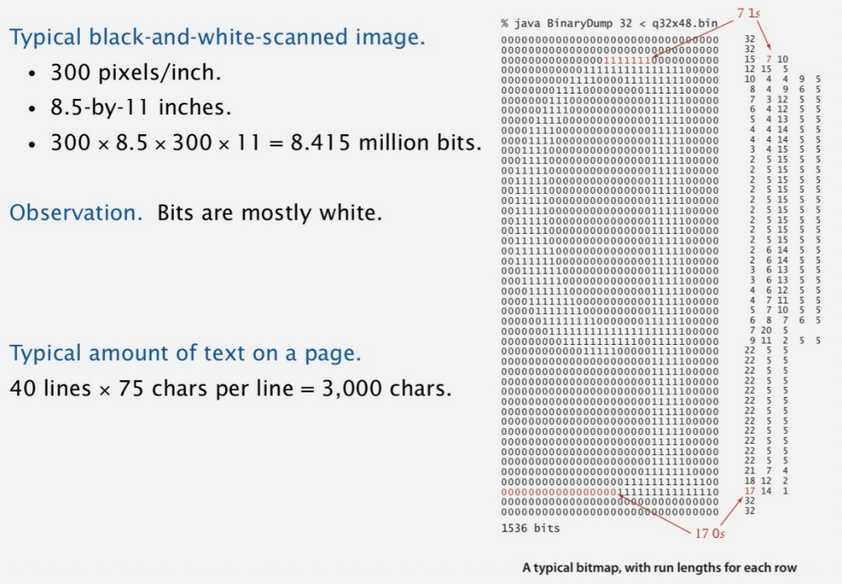 Typical black-and-white-scanned image.
• 300 pixels/inch.
• 8.5-by-11 inches.
• 300 × 8.5 × 300 × 11 = 8.415 million bits.
Observation. Bits are mostly white.
Typical amount of text on a page.
40 lines × 75 chars per line = 3,000 chars.
7 1s
% java BinaryDump 32 < q32x48.bin
00000000000000000000000000000000 32
00000000000000000000000000000000 32
00000000000000011111110000000000 15 7 10
00000000000011111111111111100000 12 15 5
00000000001111000011111111100000 10 4 4 9 5
00000000111100000000011111100000 8 4 9 6 5
00000001110000000000001111100000 7 3 12 5 5
00000011110000000000001111100000 6 4 12 5 5
00000111100000000000001111100000 5 4 13 5 5
00001111000000000000001111100000 4 4 14 5 5
00001111000000000000001111100000 4 4 14 5 5
00011110000000000000001111100000 3 4 15 5 5
00111110000000000000001111100000 2 5 15 5 5
00111110000000000000001111100000 2 5 15 5 5
00111110000000000000001111100000 2 5 15 5 5
00111110000000000000001111100000 2 5 15 5 5
00111110000000000000001111100000 2 5 15 5 5
00111110000000000000001111100000 2 5 15 5 5
00111110000000000000001111100000 2 5 15 5 5
00111110000000000000001111100000 2 5 15 5 5
00111110000000000000001111100000 2 5 15 5 5
00111111000000000000001111100000 2 6 14 5 5
00111111000000000000001111100000 2 6 14 5 5
00011111100000000000001111100000 3 6 13 5 5
00011111100000000000001111100000 3 6 13 5 5
00001111110000000000001111100000 4 6 12 5 5
00001111111000000000001111100000 4 7 11 5 5
00000111111100000000001111100000 5 7 10 5 5
00000011111111000000011111100000 6 8 7 6 5
00000001111111111111111111100000 7 20 5
00000000011111111111001111100000 9 11 2 5 5
00000000000000000000001111100000 22 5 5
00000000000000000000001111100000 22 5 5
00000000000000000000001111100000 22 5 5
00000000000000000000001111100000 22 5 5
00000000000000000000001111100000 22 5 5
00000000000000000000001111100000 22 5 5
00000000000000000000001111100000 22 5 5
00000000000000000000001111100000 22 5 5
00000000000000000000001111100000 22 5 5
00000000000000000000001111100000 22 5 5
00000000000000000000001111100000 22 5 5
00000000000000000000001111100000 22 5 5
00000000000000000000011111110000 21 7 4
00000000000000000011111111111100 18 12 2
00000000000000000111111111111110 17 14 1
00000000000000000000000000000000 32
00000000000000000000000000000000 32
1536 bits
17 0s
A typical bitmap, with run lengths for each row